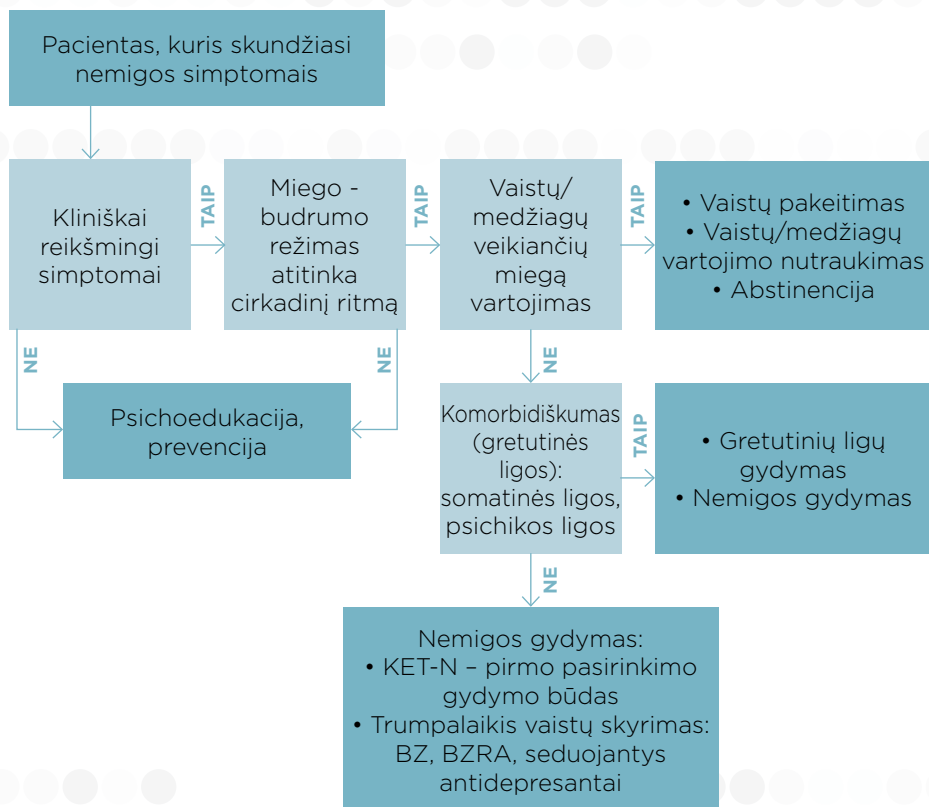 Pacientas, kuris skundžiasi
nemigos simptomais
Kliniškai
reikšmingi
simptomai
TAIP
Miego -
budrumo
režimas
atitinka
cirkadinį ritmą
TAIP
Vaistų/
medžiagų
veikiančių
miegą
vartojimas
TAIP
• Vaistų pakeitimas
• Vaistų/medžiagų
vartojimo nutraukimas
• Abstinencija
NE
NE
NE
Psichoedukacija,
prevencija
Komorbidiškumas
(gretutinės
ligos):
somatinės ligos,
psichikos ligos
TAIP
• Gretutinių ligų
gydymas
• Nemigos gydymas
NE
Nemigos gydymas:
• KET-N – pirmo pasirinkimo
gydymo būdas
• Trumpalaikis vaistų skyrimas:
BZ, BZRA, seduojantys
antidepresantai